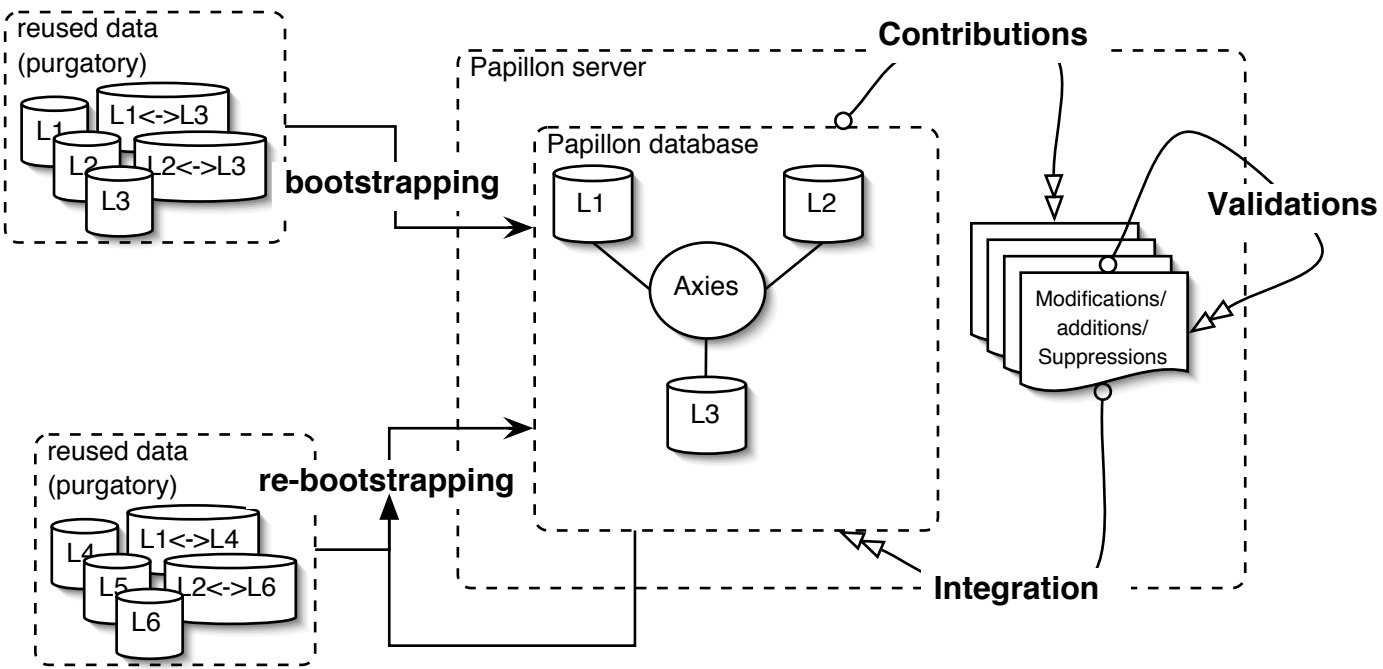 reused data
(purgatory)
L1
L1<->L3
L2
L2<->L3
L3
bootstrapping
Papillon server
Contributions
Papillon database
L1
L2
Axies
L3
Validations
Modifications/
additions/
Suppressions
reused data
(purgatory)
re-bootstrapping
L4
L1<->L4
L5
L2<->L6
L6
Integration